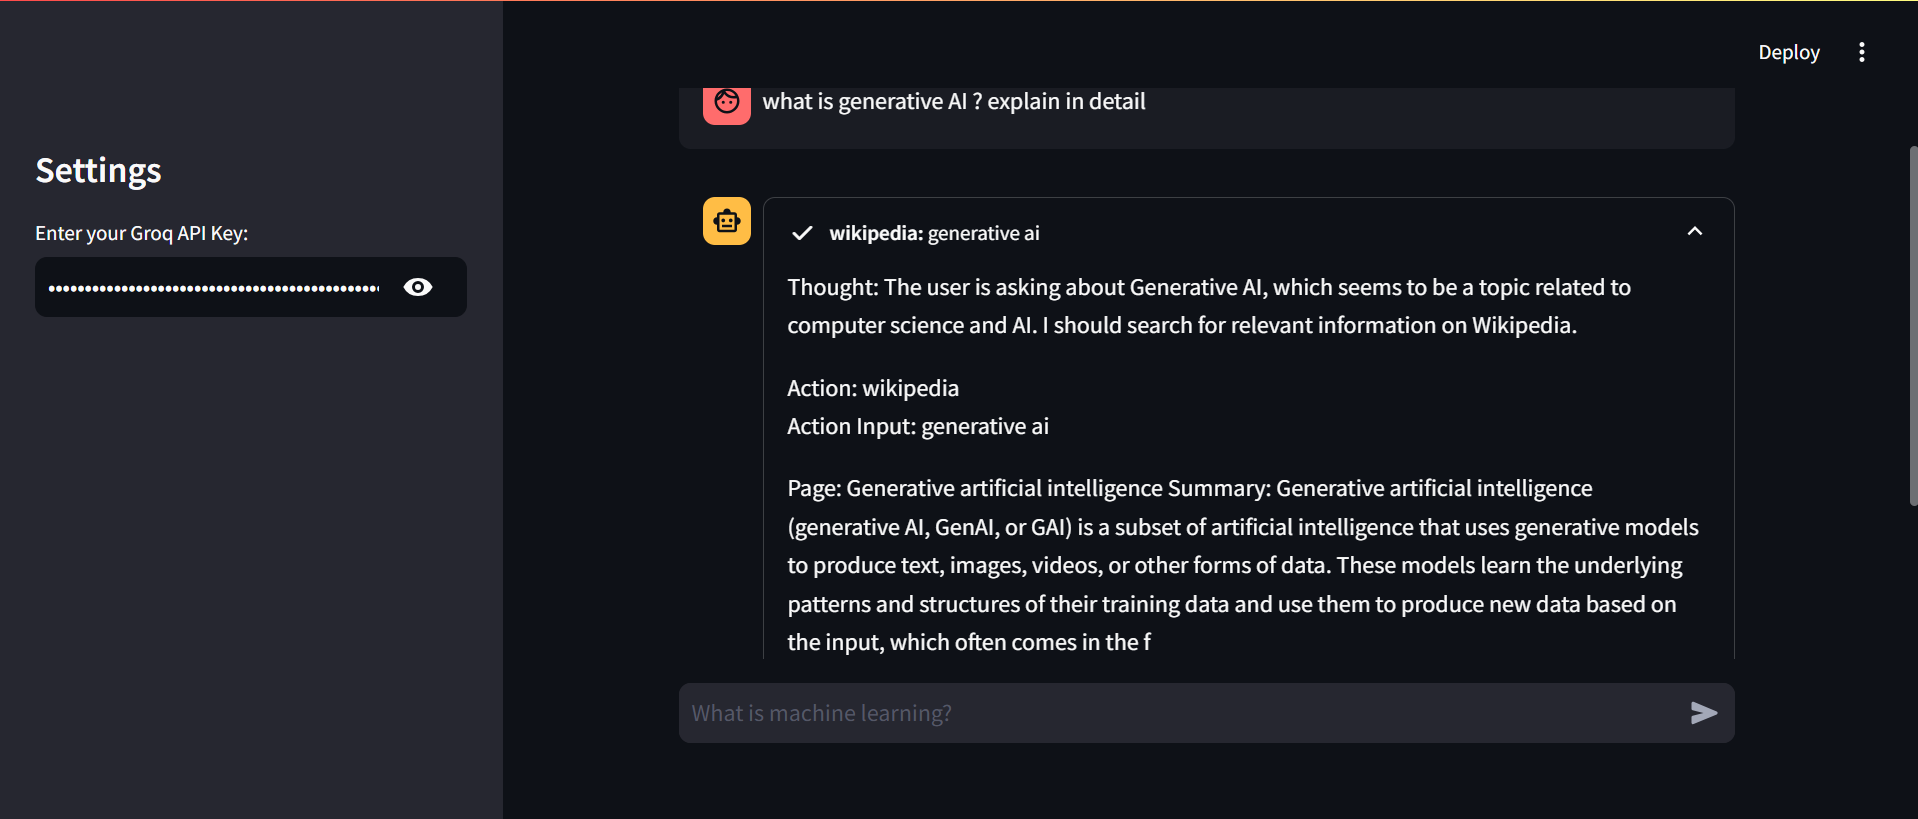 Deploy
what is generative AI ? explain in detail
Settings
Enter your Groq API Key:
wikipedia: generative ai
Thought: The user is asking about Generative AI, which seems to be a topic related to
computer science and AI. I should search for relevant information on Wikipedia.
Action: wikipedia
Action Input: generative ai
Page: Generative artificial intelligence Summary: Generative artificial intelligence
(generative AI, GenAI, or GAI) is a subset of artificial intelligence that uses generative models
to produce text, images, videos, or other forms of data. These models learn the underlying
patterns and structures of their training data and use them to produce new data based on
the input, which often comes in the f
What is machine learning?